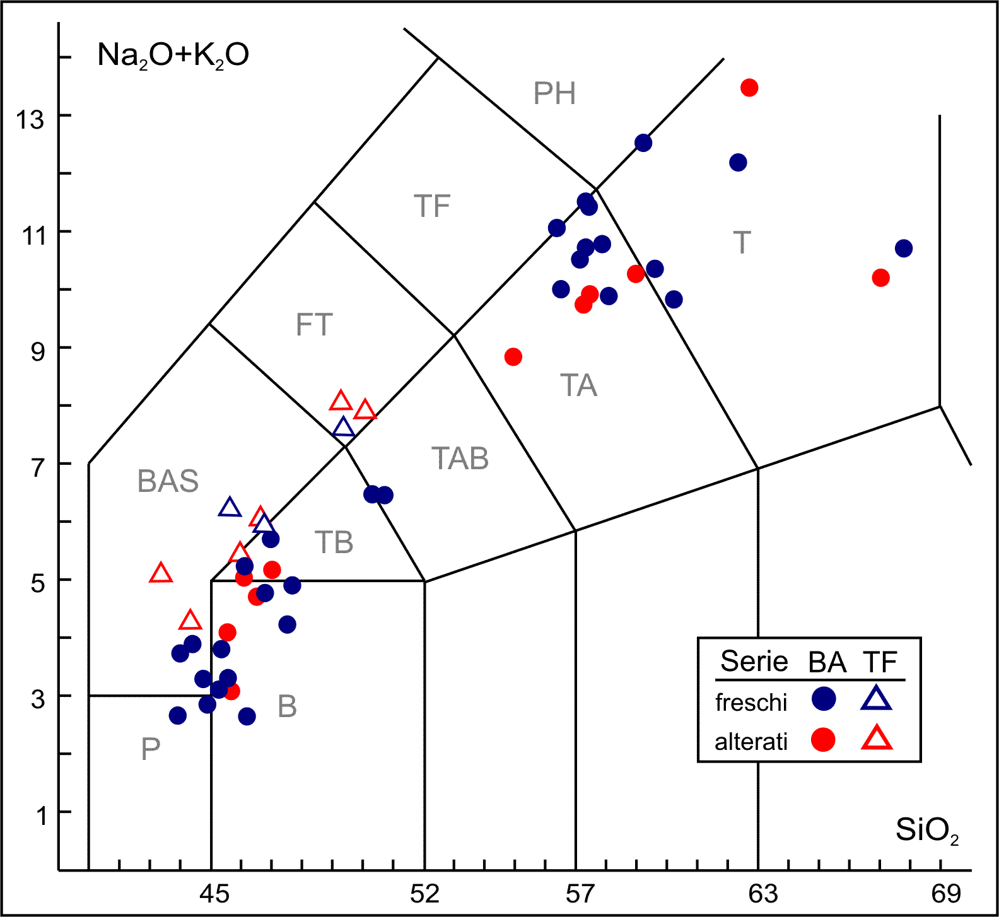 Na₂O+K₂O
PH
13
TF
11
T
FT
9
TA
TAB
7
BAS
TB
5
Serie BA TF
3
B
freschi
alterati
P
1
SiO₂
45 52 57 63 69